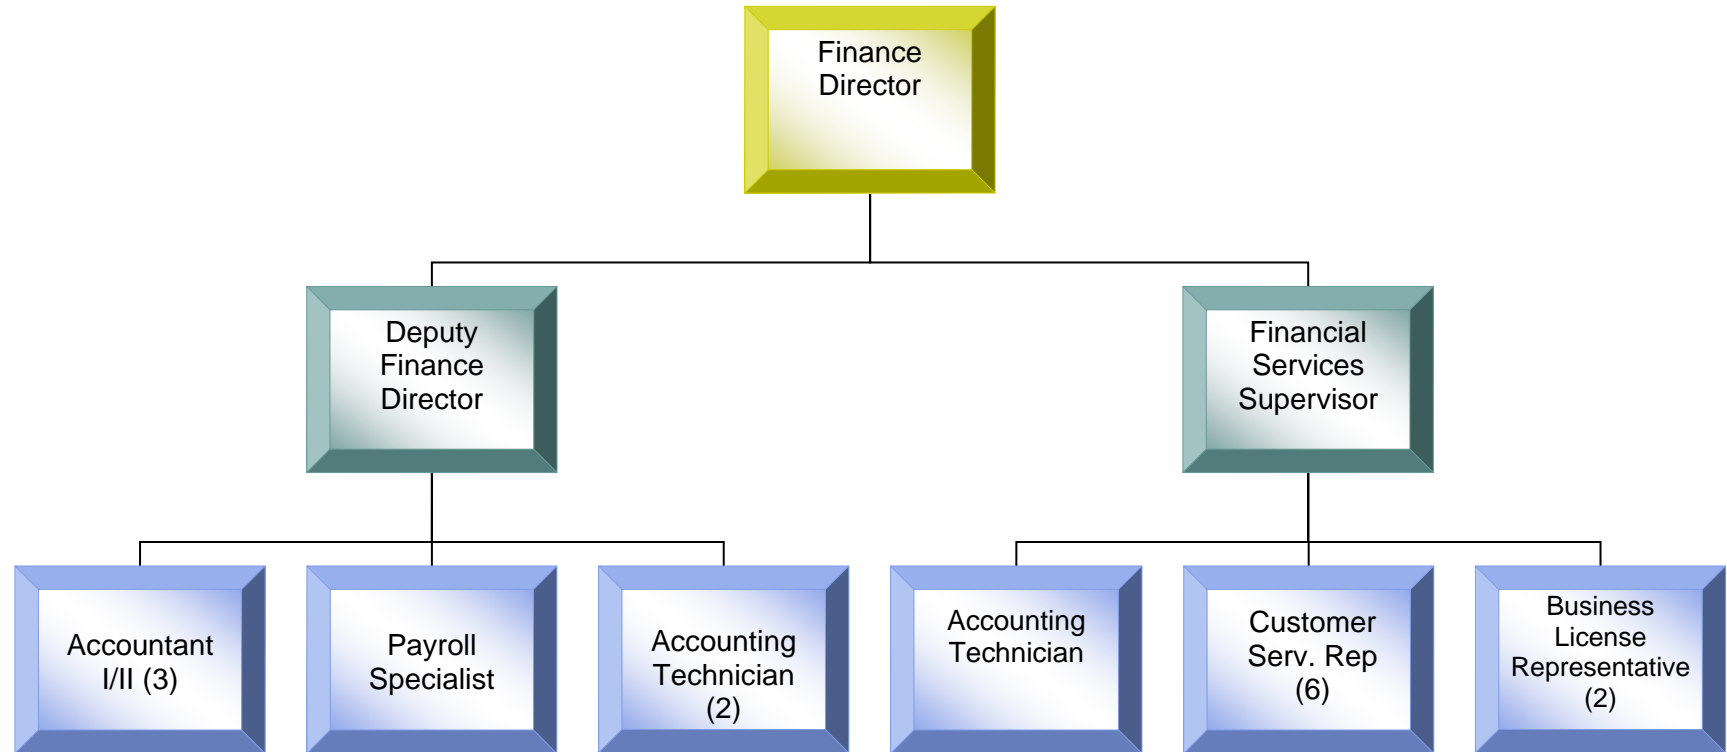 Finance
Director
Deputy
Finance
Director
Financial
Services
Supervisor
Accountant
I/II (3)
Payroll
Specialist
Accounting
Technician
(2)
Accounting
Technician
Customer
Serv. Rep
(6)
Business
License
Representative
(2)